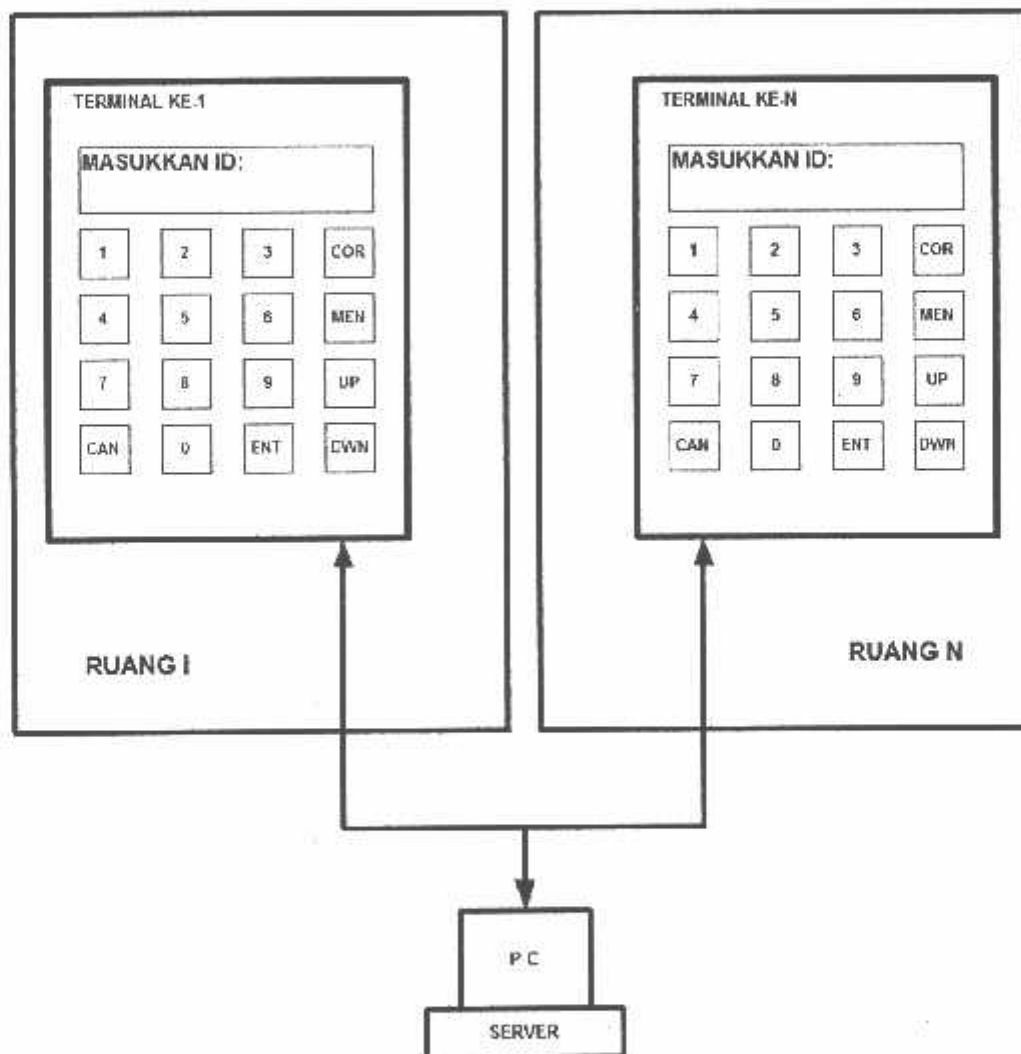 TERMINAL KE-1
MASUKKAN ID:
1 2 3 COR
4 5 6 MEN
7 8 9 UP
CAN 0 ENT DWN
RUANG I
TERMINAL KE-N
MASUKKAN ID:
1 2 3 COR
4 5 6 MEN
7 8 9 UP
CAN 0 ENT DWN
RUANG N
P C
SERVER